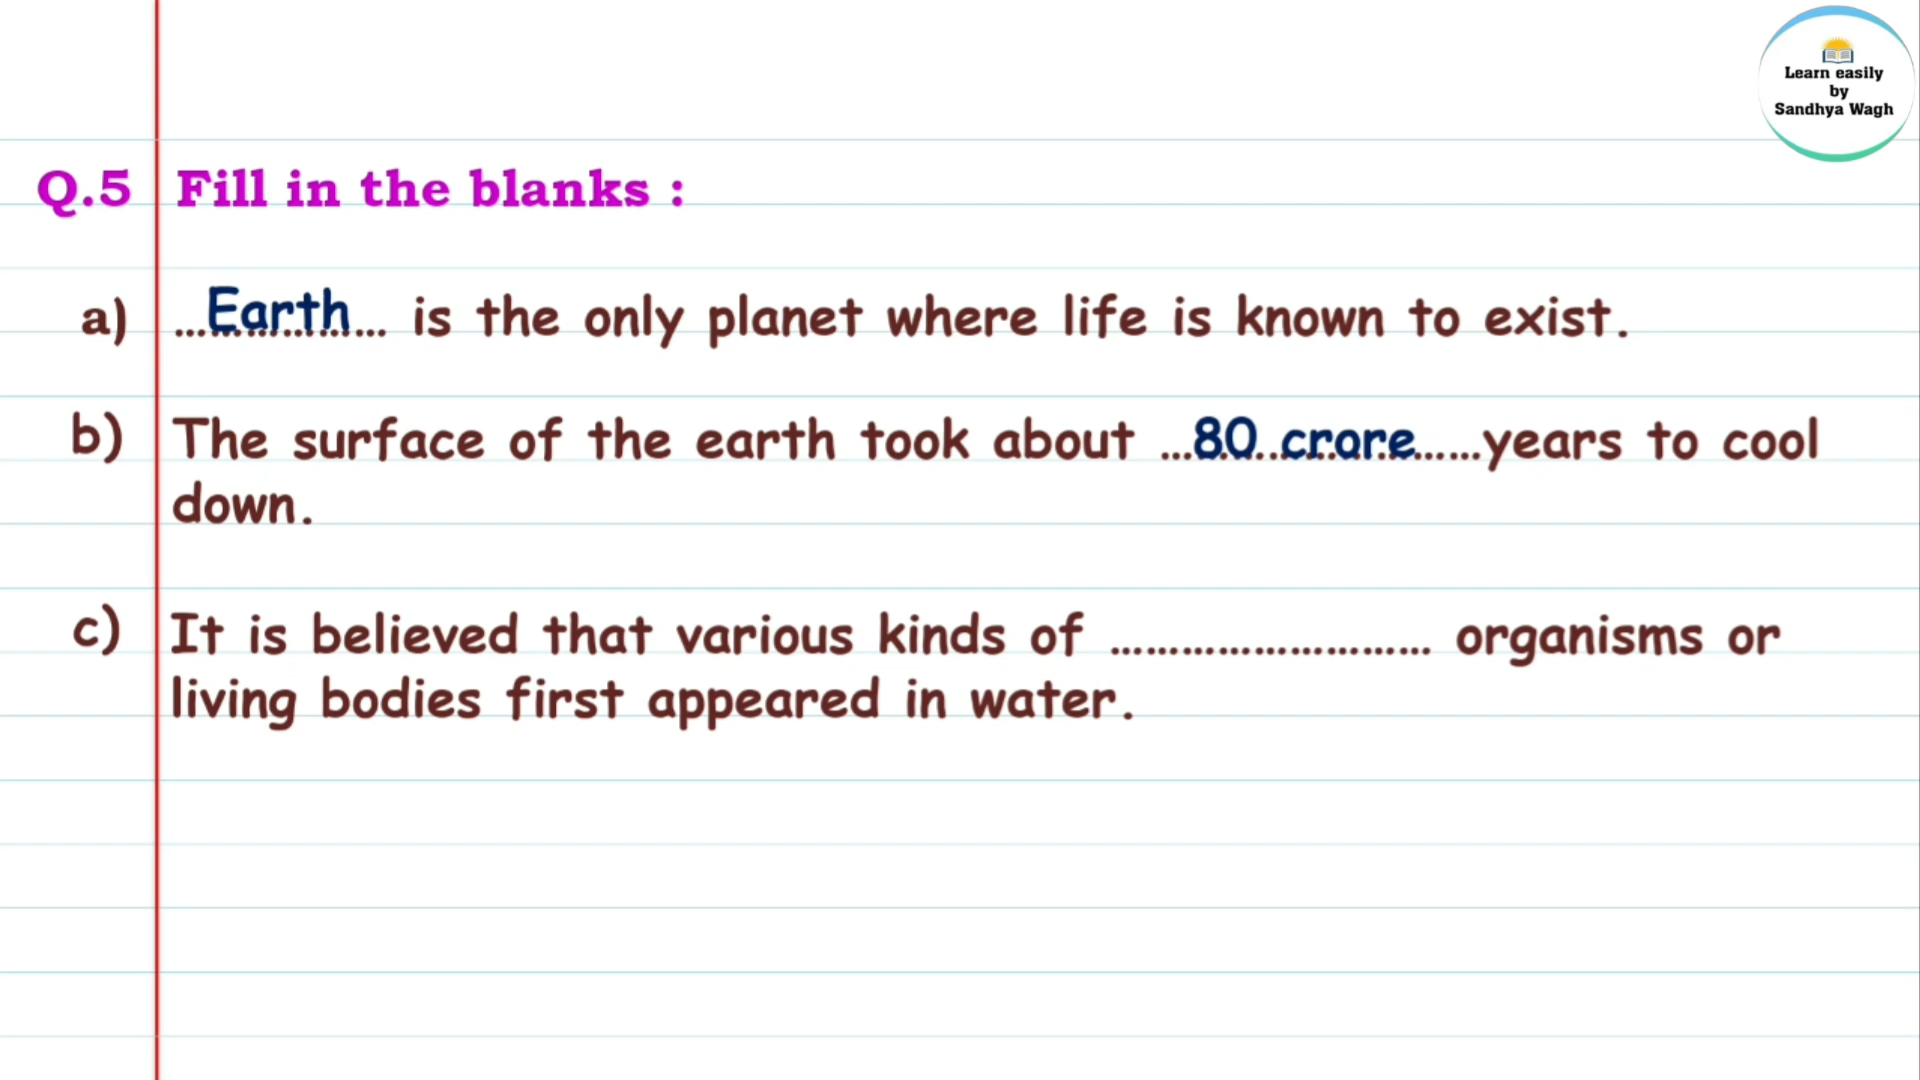 Learn easily
by
Sandhya Wagh
Q.5 Fill in the blanks :
a) ...Earth... is the only planet where life is known to exist.
b) The surface of the earth took about ...80 crore......years to cool
down.
c) It is believed that various kinds of ........................... organisms or
living bodies first appeared in water.